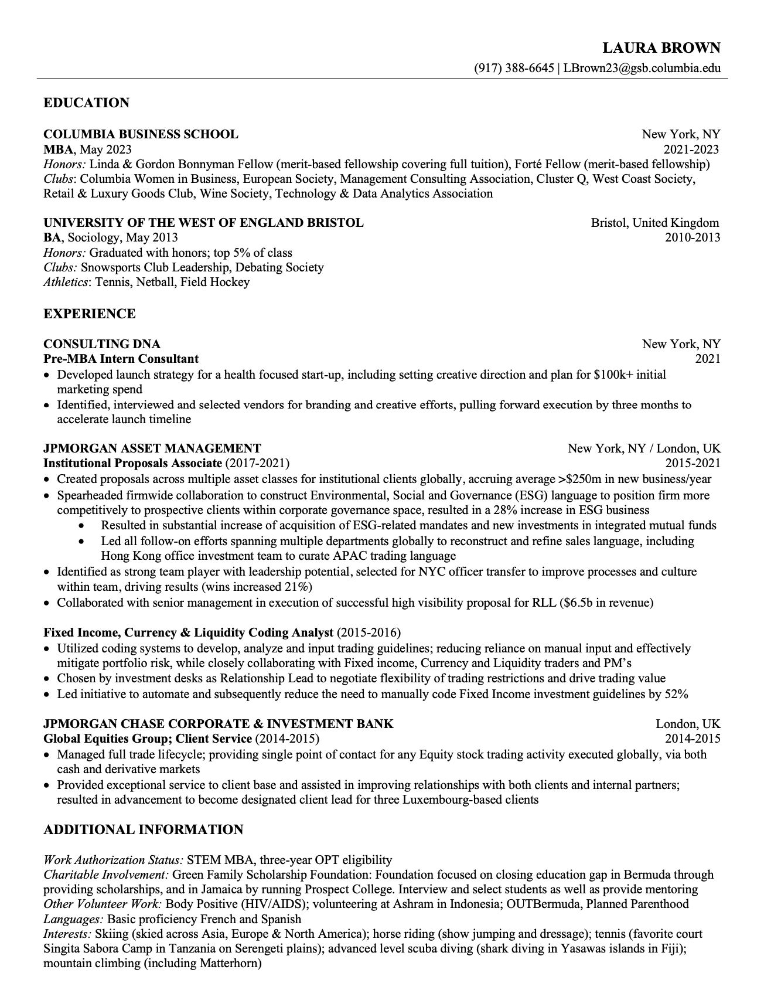 LAURA BROWN
(917) 388-6645 | LBrown23@gsb.columbia.edu
EDUCATION
COLUMBIA BUSINESS SCHOOL New York, NY
MBA, May 2023 2021-2023
Honors: Linda & Gordon Bonnyman Fellow (merit-based fellowship covering full tuition), Forté Fellow (merit-based fellowship)
Clubs: Columbia Women in Business, European Society, Management Consulting Association, Cluster Q, West Coast Society,
Retail & Luxury Goods Club, Wine Society, Technology & Data Analytics Association
UNIVERSITY OF THE WEST OF ENGLAND BRISTOL Bristol, United Kingdom
BA, Sociology, May 2013 2010-2013
Honors: Graduated with honors; top 5% of class
Clubs: Snowsports Club Leadership, Debating Society
Athletics: Tennis, Netball, Field Hockey
EXPERIENCE
CONSULTING DNA New York, NY
Pre-MBA Intern Consultant 2021
• Developed launch strategy for a health focused start-up, including setting creative direction and plan for $100k+ initial
marketing spend
• Identified, interviewed and selected vendors for branding and creative efforts, pulling forward execution by three months to
accelerate launch timeline
JPMORGAN ASSET MANAGEMENT New York, NY / London, UK
Institutional Proposals Associate (2017-2021) 2015-2021
• Created proposals across multiple asset classes for institutional clients globally, accruing average >$250m in new business/year
• Spearheaded firmwide collaboration to construct Environmental, Social and Governance (ESG) language to position firm more
competitively to prospective clients within corporate governance space, resulted in a 28% increase in ESG business
• Resulted in substantial increase of acquisition of ESG-related mandates and new investments in integrated mutual funds
• Led all follow-on efforts spanning multiple departments globally to reconstruct and refine sales language, including
Hong Kong office investment team to curate APAC trading language
• Identified as strong team player with leadership potential, selected for NYC officer transfer to improve processes and culture
within team, driving results (wins increased 21%)
• Collaborated with senior management in execution of successful high visibility proposal for RLL ($6.5b in revenue)
Fixed Income, Currency & Liquidity Coding Analyst (2015-2016)
• Utilized coding systems to develop, analyze and input trading guidelines; reducing reliance on manual input and effectively
mitigate portfolio risk, while closely collaborating with Fixed income, Currency and Liquidity traders and PM’s
• Chosen by investment desks as Relationship Lead to negotiate flexibility of trading restrictions and drive trading value
• Led initiative to automate and subsequently reduce the need to manually code Fixed Income investment guidelines by 52%
JPMORGAN CHASE CORPORATE & INVESTMENT BANK London, UK
Global Equities Group; Client Service (2014-2015) 2014-2015
• Managed full trade lifecycle; providing single point of contact for any Equity stock trading activity executed globally, via both
cash and derivative markets
• Provided exceptional service to client base and assisted in improving relationships with both clients and internal partners;
resulted in advancement to become designated client lead for three Luxembourg-based clients
ADDITIONAL INFORMATION
Work Authorization Status: STEM MBA, three-year OPT eligibility
Charitable Involvement: Green Family Scholarship Foundation: Foundation focused on closing education gap in Bermuda through
providing scholarships, and in Jamaica by running Prospect College. Interview and select students as well as provide mentoring
Other Volunteer Work: Body Positive (HIV/AIDS); volunteering at Ashram in Indonesia; OUTBermuda, Planned Parenthood
Languages: Basic proficiency French and Spanish
Interests: Skiing (skied across Asia, Europe & North America); horse riding (show jumping and dressage); tennis (favorite court
Singita Sabora Camp in Tanzania on Serengeti plains); advanced level scuba diving (shark diving in Yasawas islands in Fiji);
mountain climbing (including Matterhorn)